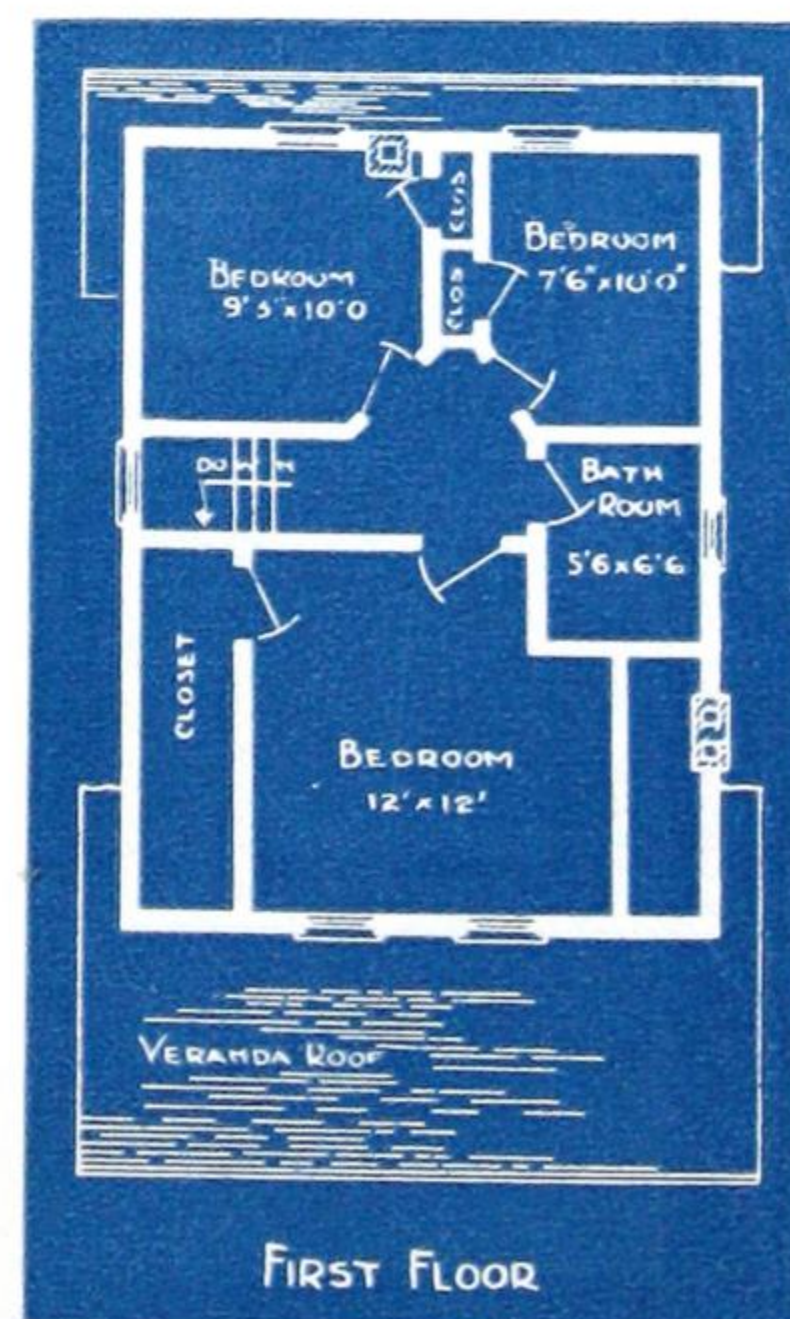 CLOS
BEDROOM
7'6"x10'0"
BEDROOM
9'3"x10'0
CLOS
DOWN
BATH
ROOM
5'6x6'6
CLOSET
BEDROOM
12'x12'
VERANDA ROOF
FIRST FLOOR